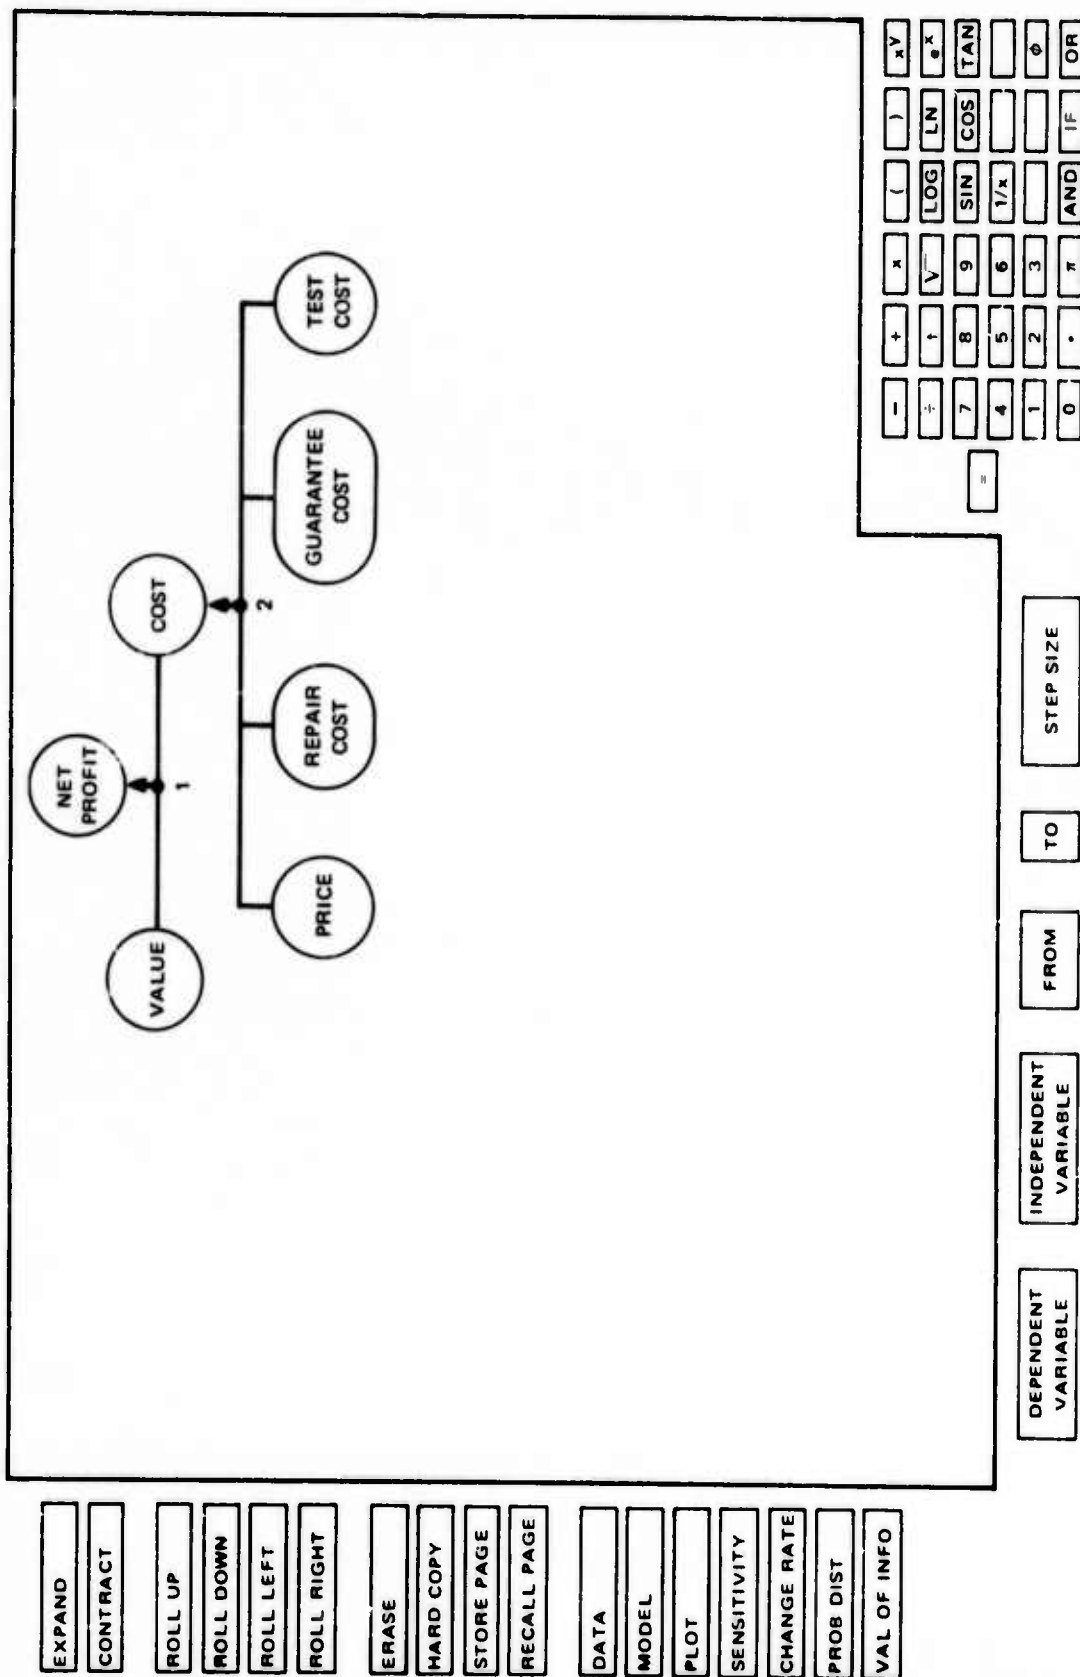 EXPAND
CONTRACT
ROLL UP
ROLL DOWN
ROLL LEFT
ROLL RIGHT
ERASE
HARD COPY
STORE PAGE
RECALL PAGE
DATA
MODEL
PLOT
SENSITIVITY
CHANGE RATE
PROB DIST
VAL OF INFO
NET
PROFIT
VALUE
COST
1
2
PRICE
REPAIR
COST
GUARANTEE
COST
TEST
COST
DEPENDENT
VARIABLE
INDEPENDENT
VARIABLE
FROM
TO
STEP SIZE
=
− + × ( ) xʸ
÷ ↑ √ LOG LN eˣ
7 8 9 SIN COS TAN
4 5 6 1/x
1 2 3 φ
0 • π AND IF OR